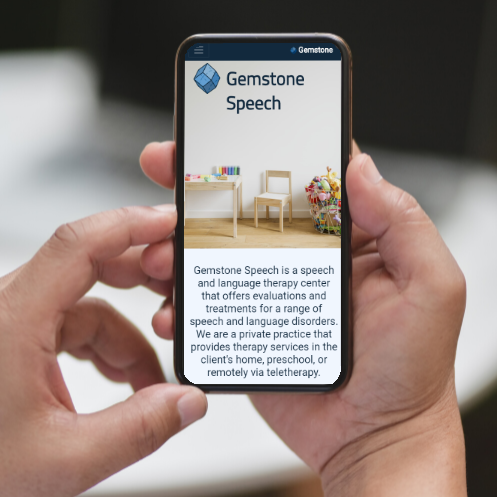 Gemstone
Gemstone
Speech
Gemstone Speech is a speech
and language therapy center
that offers evaluations and
treatments for a range of
speech and language disorders.
We are a private practice that
provides therapy services in the
client's home, preschool, or
remotely via teletherapy.